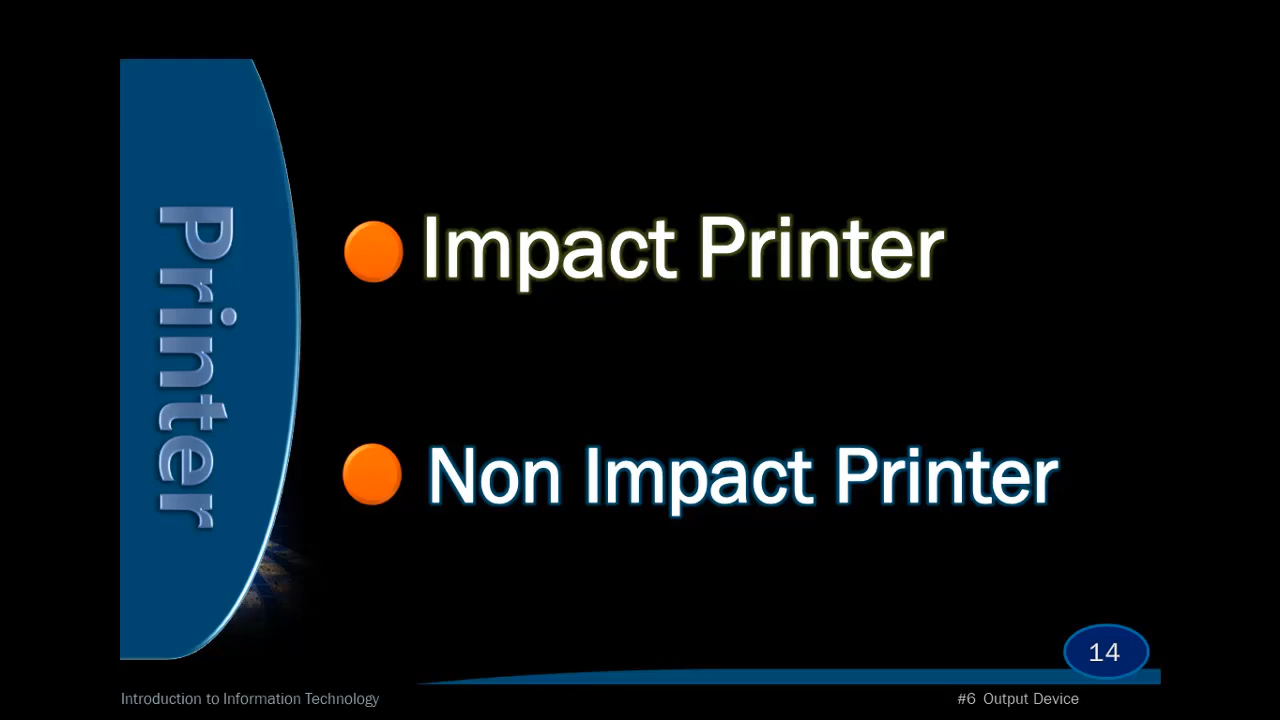 Printer
Impact Printer
Non Impact Printer
14
Introduction to Information Technology
#6 Output Device